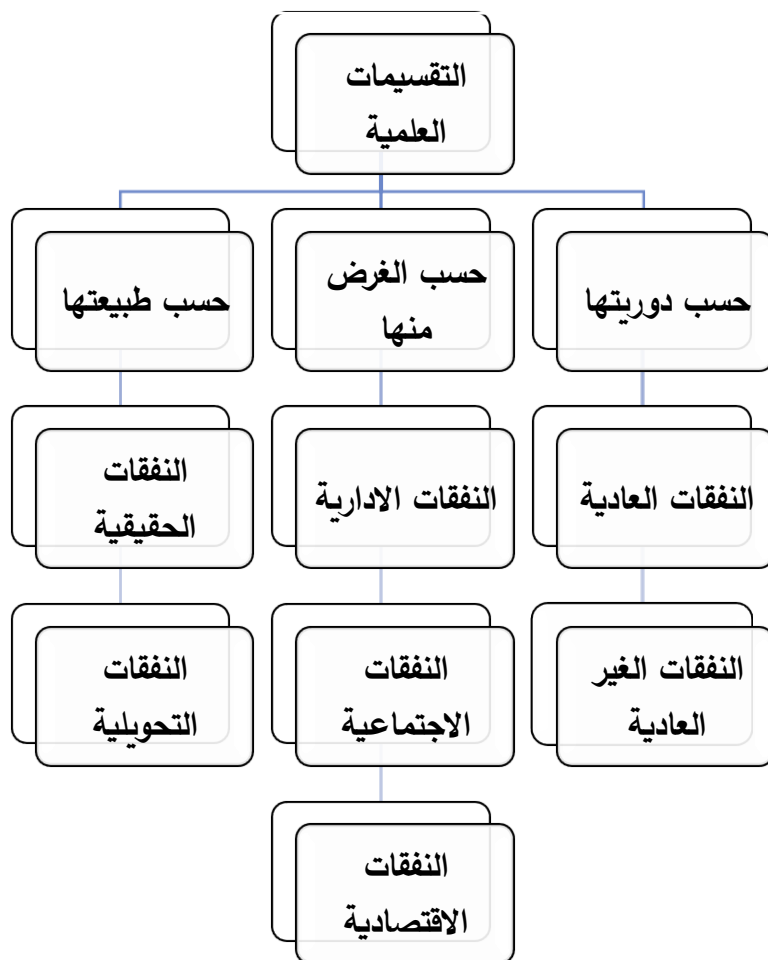 التقسيمات
العلمية
حسب دوريتها
حسب الغرض
منها
حسب طبيعتها
النفقات العادية
النفقات الادارية
النفقات
الحقيقية
النفقات الغير
العادية
النفقات
الاجتماعية
النفقات
التحويلية
النفقات
الاقتصادية